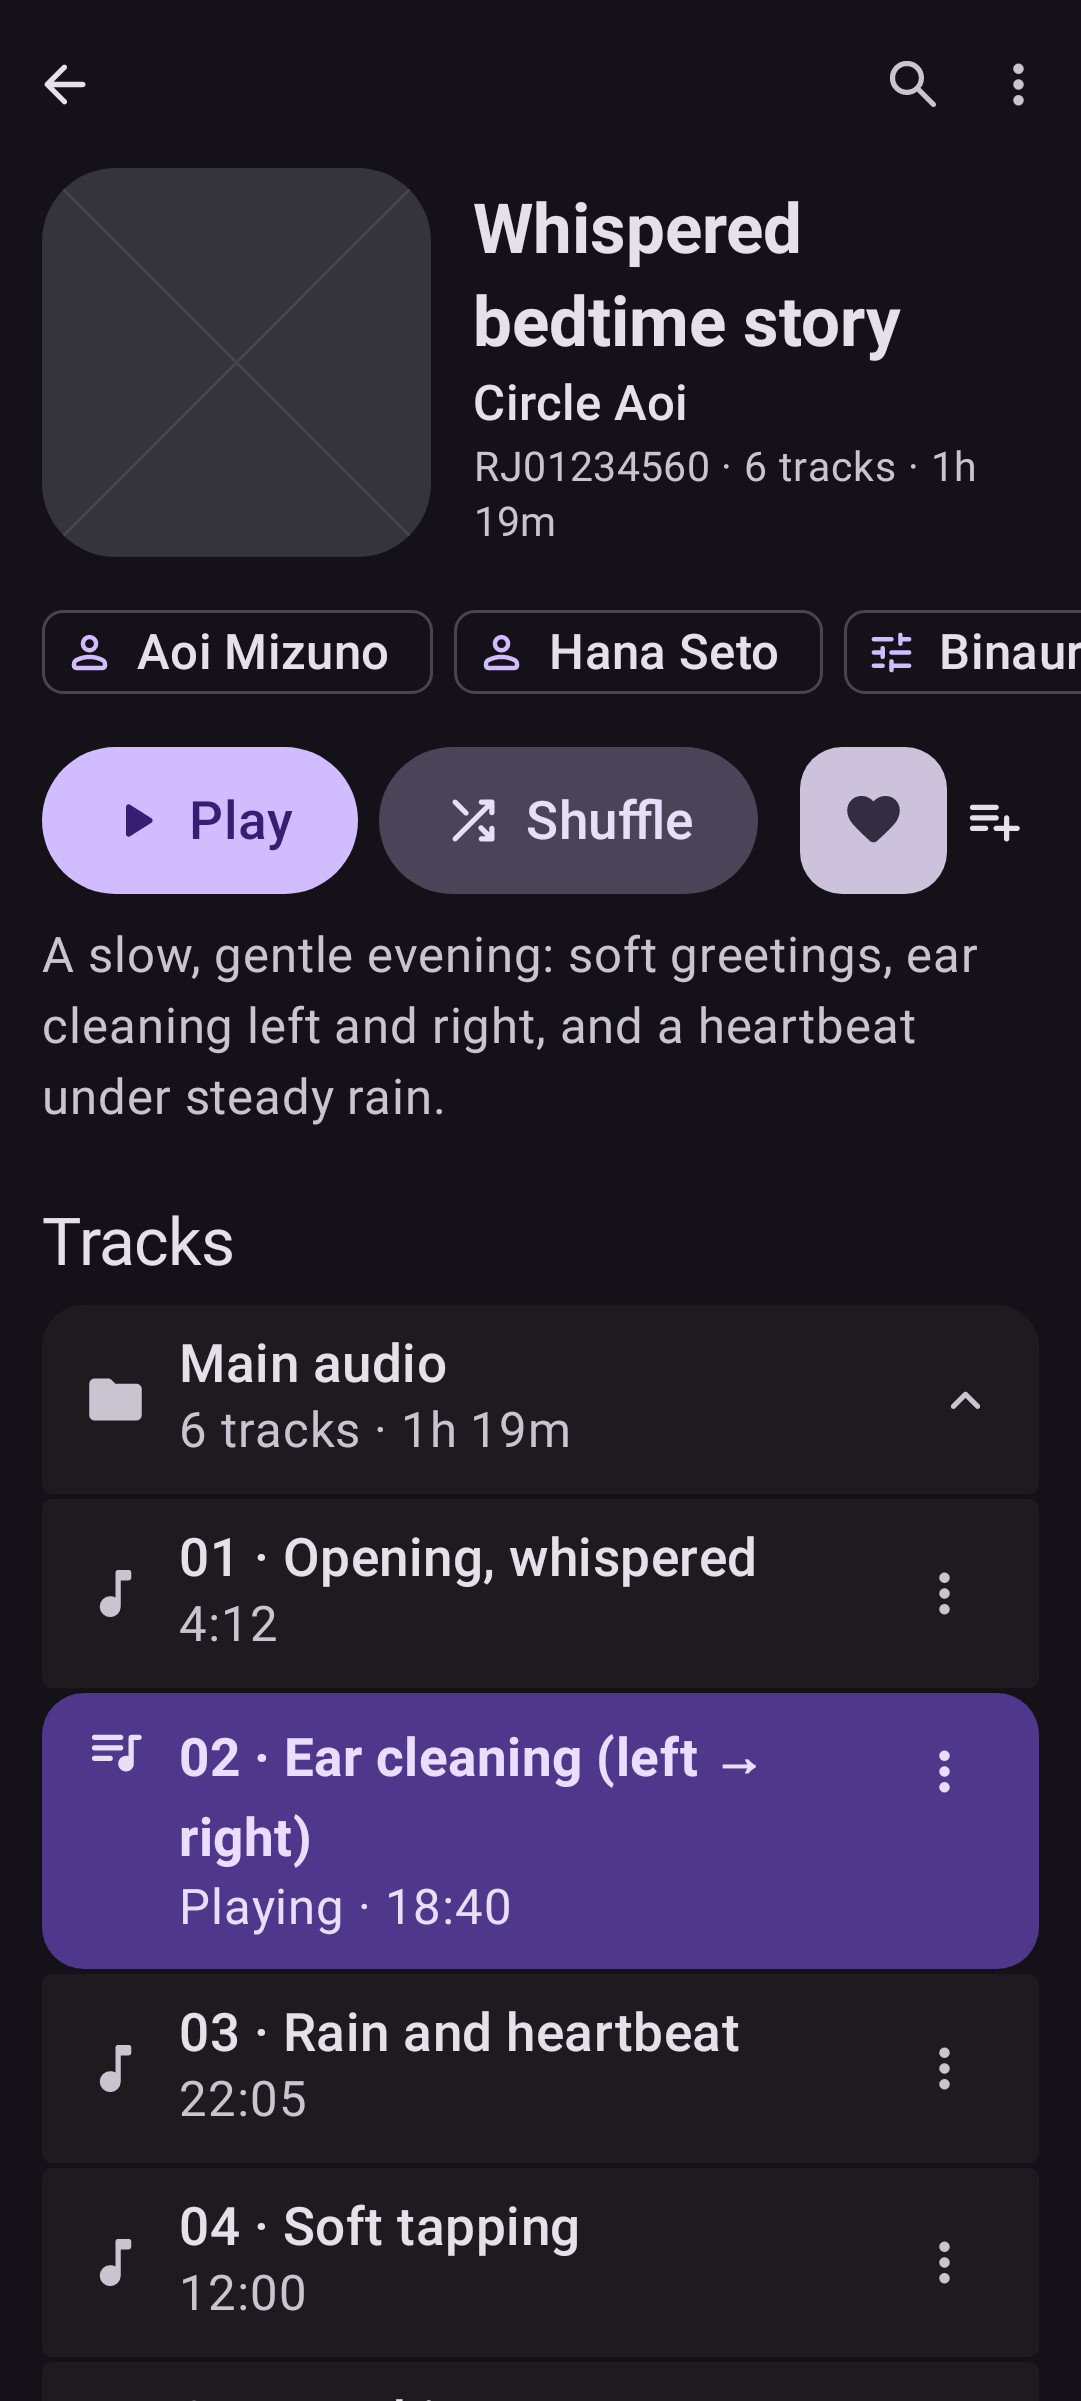 Whispered
bedtime story
Circle Aoi
RJ01234560 · 6 tracks · 1h
19m
Aoi Mizuno
Hana Seto
Binaur
Play
Shuffle
A slow, gentle evening: soft greetings, ear
cleaning left and right, and a heartbeat
under steady rain.
Tracks
Main audio
6 tracks · 1h 19m
01 · Opening, whispered
4:12
02 · Ear cleaning (left →
right)
Playing · 18:40
03 · Rain and heartbeat
22:05
04 · Soft tapping
12:00